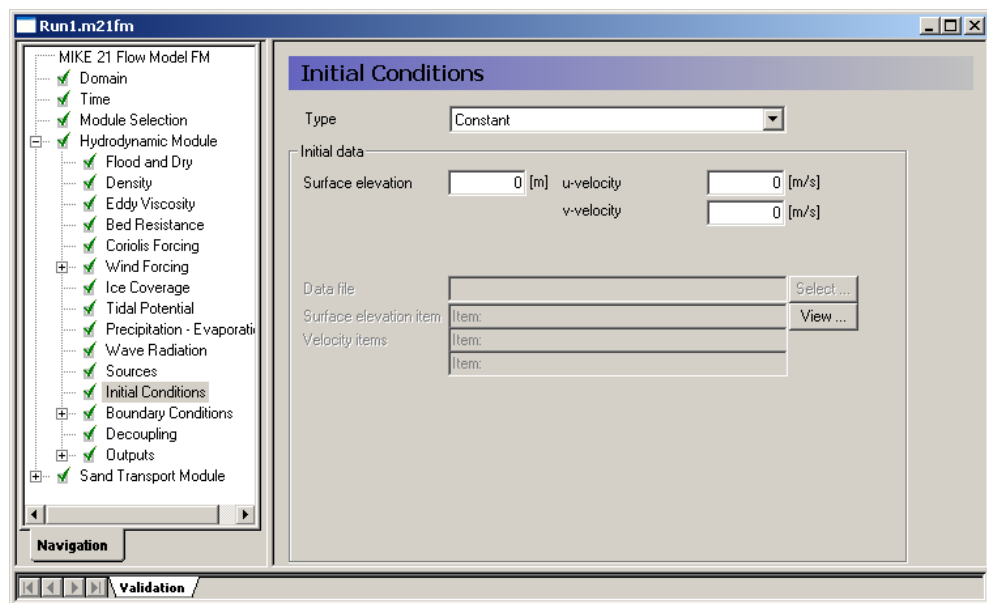 Run1.m21fm
MIKE 21 Flow Model FM
Domain
Time
Module Selection
Hydrodynamic Module
Flood and Dry
Density
Eddy Viscosity
Bed Resistance
Coriolis Forcing
Wind Forcing
Ice Coverage
Tidal Potential
Precipitation - Evaporati
Wave Radiation
Sources
Initial Conditions
Boundary Conditions
Decoupling
Outputs
Sand Transport Module
Navigation
Initial Conditions
Type Constant
Initial data
Surface elevation 0 [m] u-velocity 0 [m/s]
v-velocity 0 [m/s]
Data file Select ...
Surface elevation item Item: View ...
Velocity items Item:
Item:
Validation